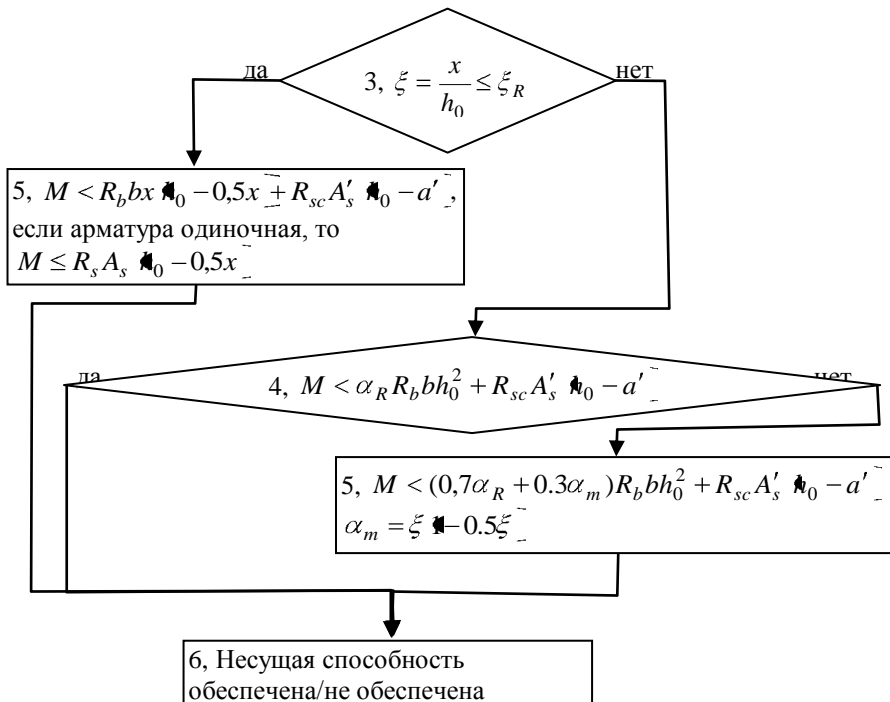 да
нет
3, ξ = x/h₀ ≤ ξ_R
5, M < R_b bx (h₀ − 0,5x) + R_sc A′_s (h₀ − a′),
если арматура одиночная, то
M ≤ R_s A_s (h₀ − 0,5x)
да
нет
4, M < α_R R_b bh₀² + R_sc A′_s (h₀ − a′)
5, M < (0,7α_R + 0.3α_m)R_b bh₀² + R_sc A′_s (h₀ − a′)
α_m = ξ(1 − 0.5ξ)
6, Несущая способность
обеспечена/не обеспечена